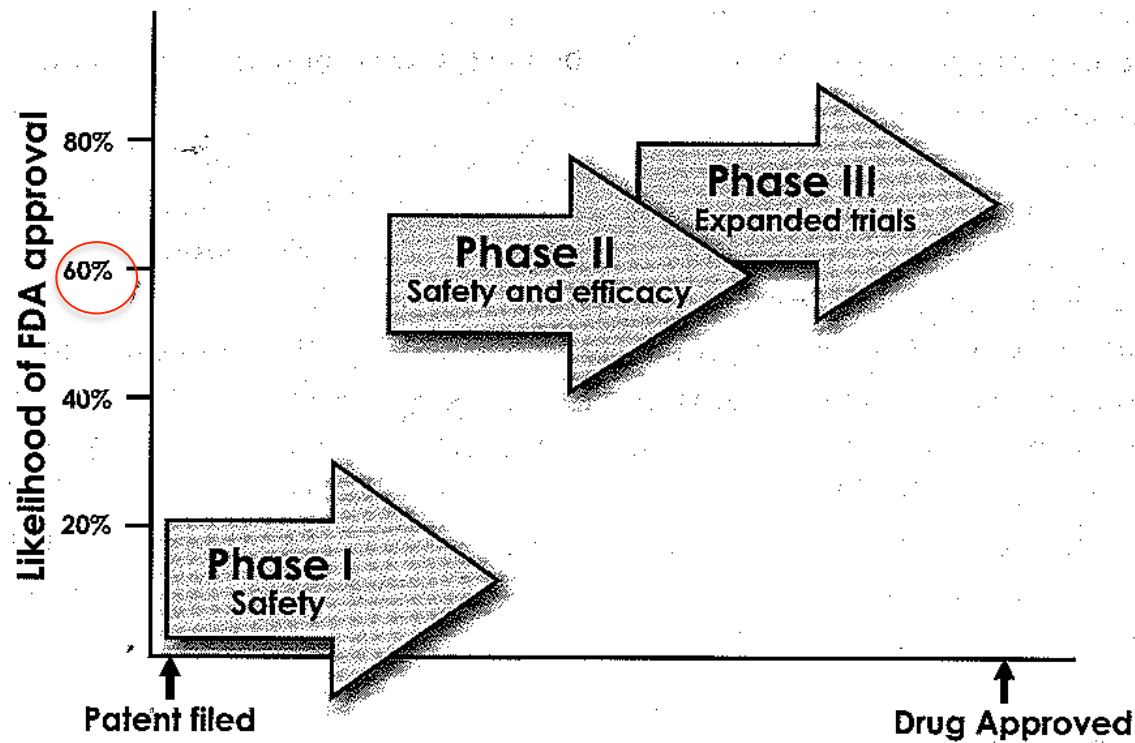 Likelihood of FDA approval
80%
60%
40%
20%
Phase III
Expanded trials
Phase II
Safety and efficacy
Phase I
Safety
Patent filed
Drug Approved